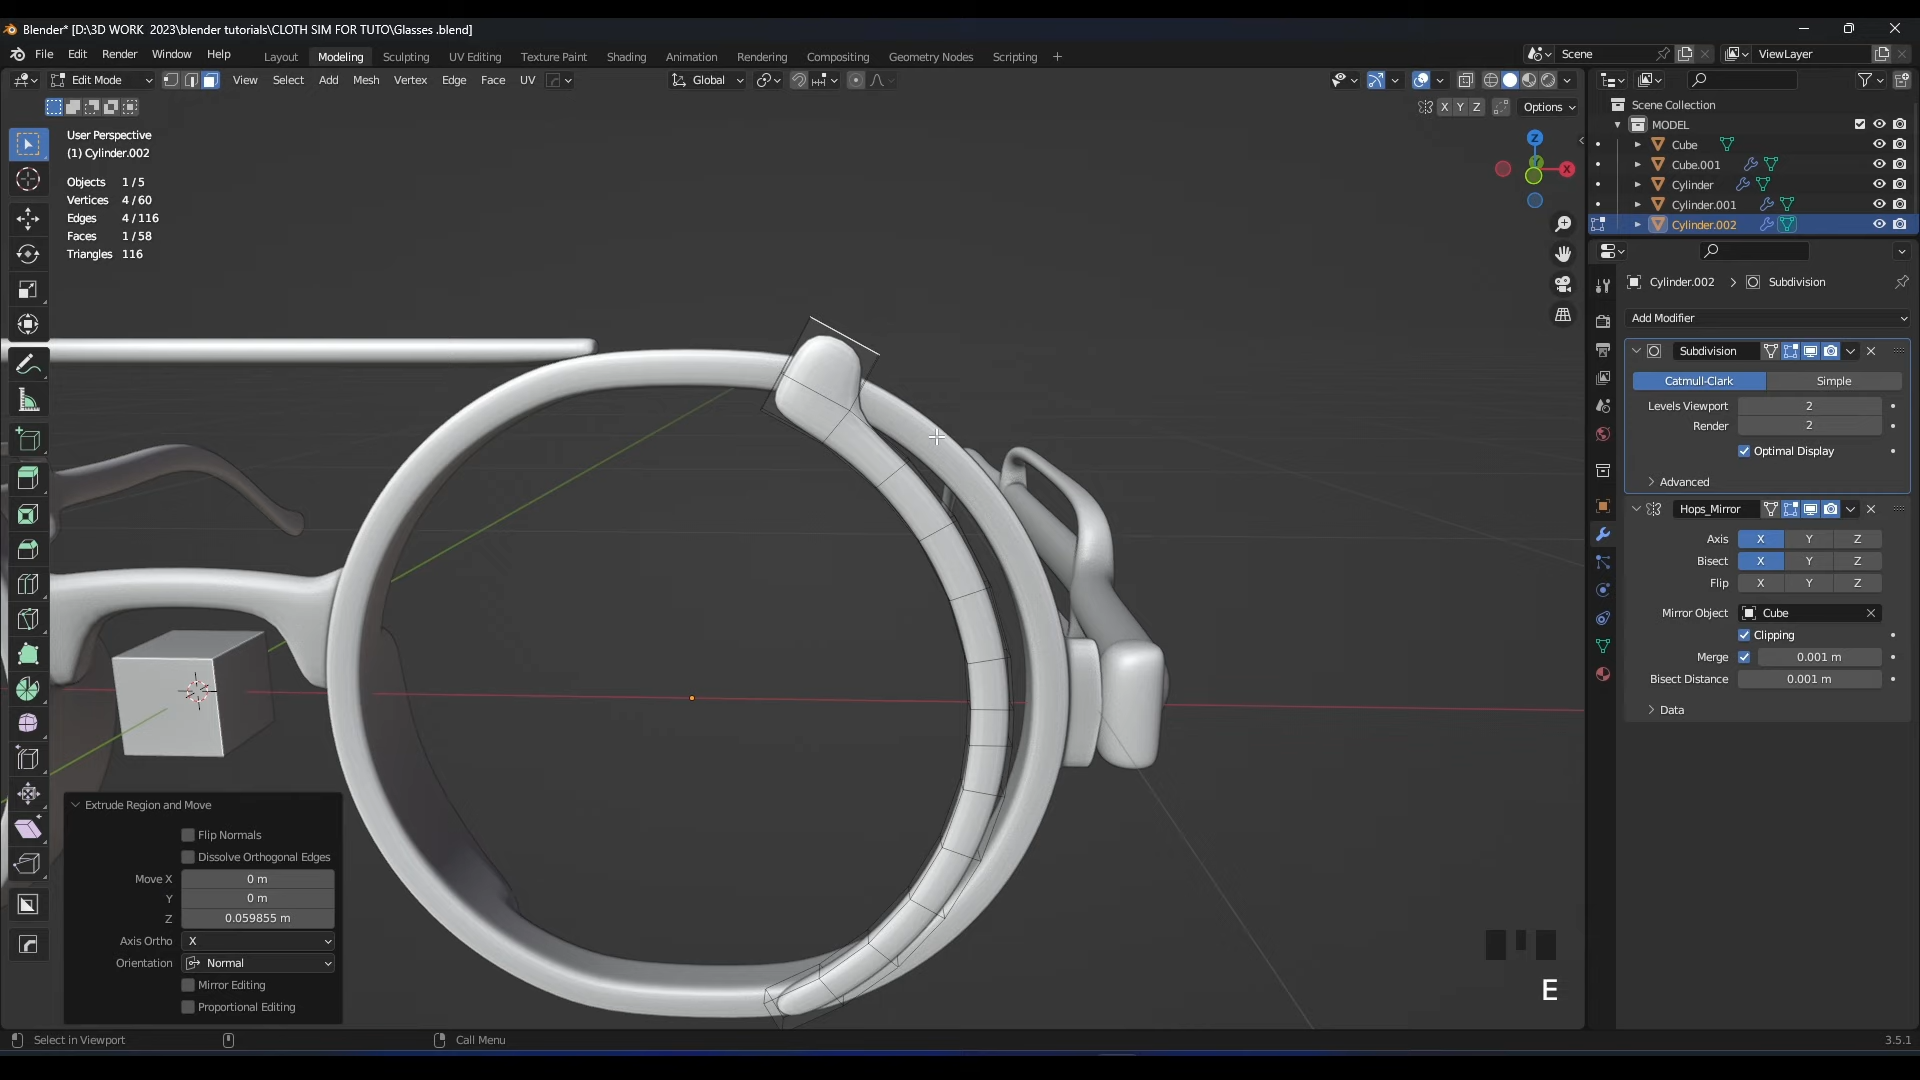 Blender* [D:\3D WORK  2023\blender tutorials\CLOTH SIM FOR TUTO\Glasses .blend]
File Edit Render Window Help Layout Modeling Sculpting UV Editing Texture Paint Shading Animation Rendering Compositing Geometry Nodes Scripting + Scene ViewLayer
Edit Mode View Select Add Mesh Vertex Edge Face UV Global
X Y Z Options
User Perspective
(1) Cylinder.002
Objects 1/5
Vertices 4/60
Edges 4/116
Faces 1/58
Triangles 116
Z
X
Y
Extrude Region and Move
Flip Normals
Dissolve Orthogonal Edges
Move X 0 m
Y 0 m
Z 0.059855 m
Axis Ortho X
Orientation Normal
Mirror Editing
Proportional Editing
E
Scene Collection
MODEL
Cube
Cube.001
Cylinder
Cylinder.001
Cylinder.002
Cylinder.002 > Subdivision
Add Modifier
Subdivision
Catmull-Clark Simple
Levels Viewport 2
Render 2
Optimal Display
Advanced
Hops_Mirror
Axis X Y Z
Bisect X Y Z
Flip X Y Z
Mirror Object Cube
Clipping
Merge 0.001 m
Bisect Distance 0.001 m
Data
Select in Viewport Call Menu 3.5.1